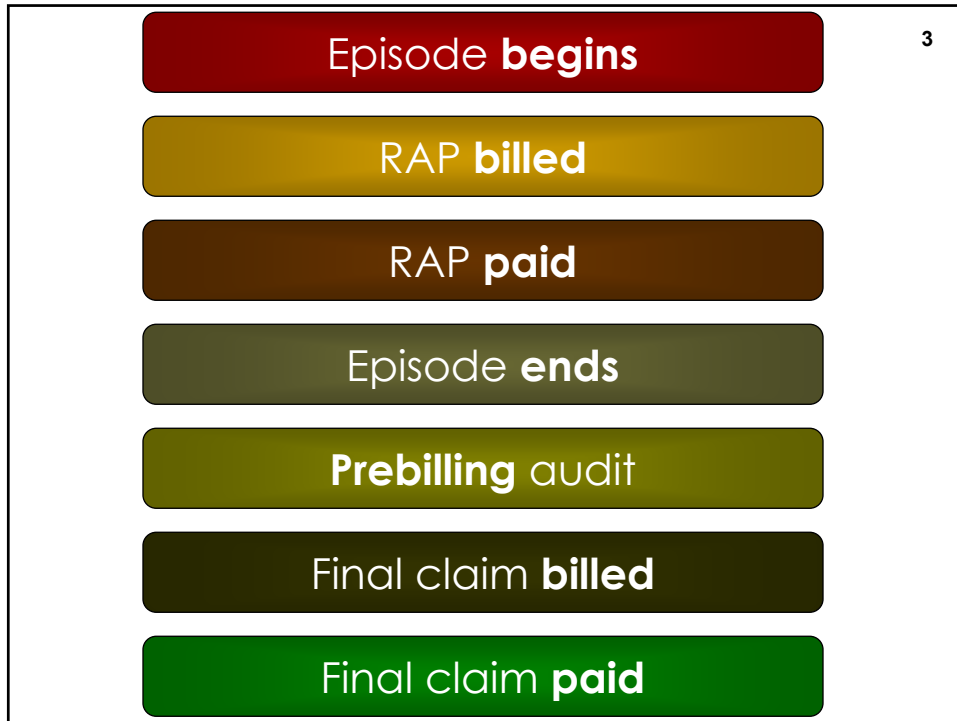 3
Episode begins
RAP billed
RAP paid
Episode ends
Prebilling audit
Final claim billed
Final claim paid